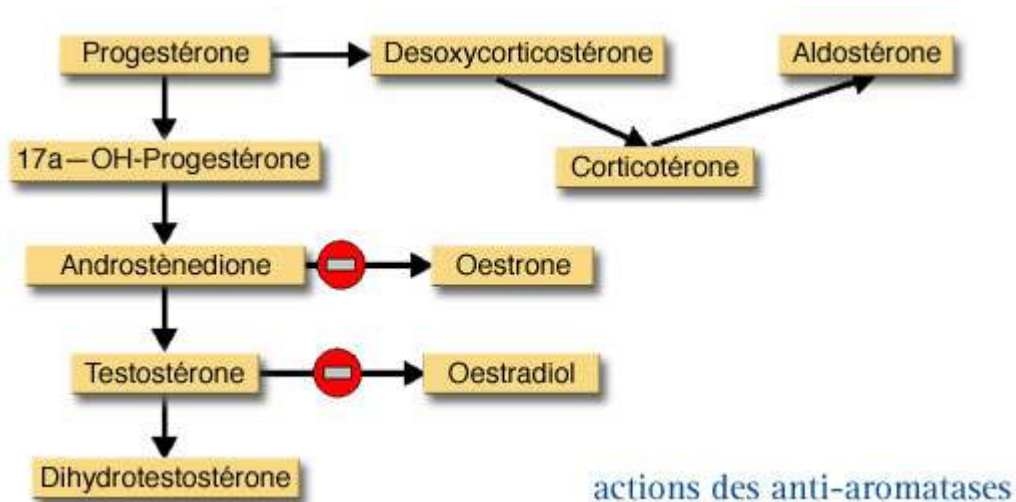 Progestérone
Desoxycorticostérone
Aldostérone
17a—OH-Progestérone
Corticotérone
Androstènedione
Oestrone
Testostérone
Oestradiol
Dihydrotestostérone
actions des anti-aromatases